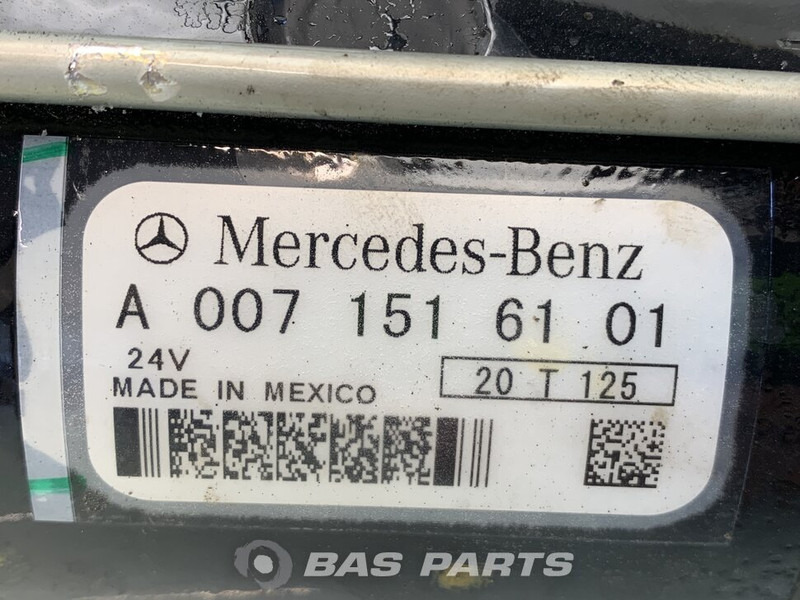 Mercedes-Benz
A 007 151 61 01
24V
20 T 125
MADE IN MEXICO
BAS PARTS